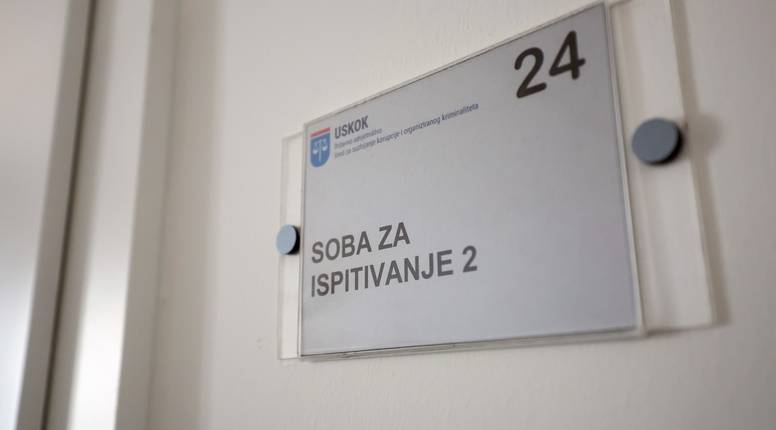 24
USKOK
Državno odvjetništvo
Ured za suzbijanje korupcije i organiziranog kriminaliteta
SOBA ZA
ISPITIVANJE 2